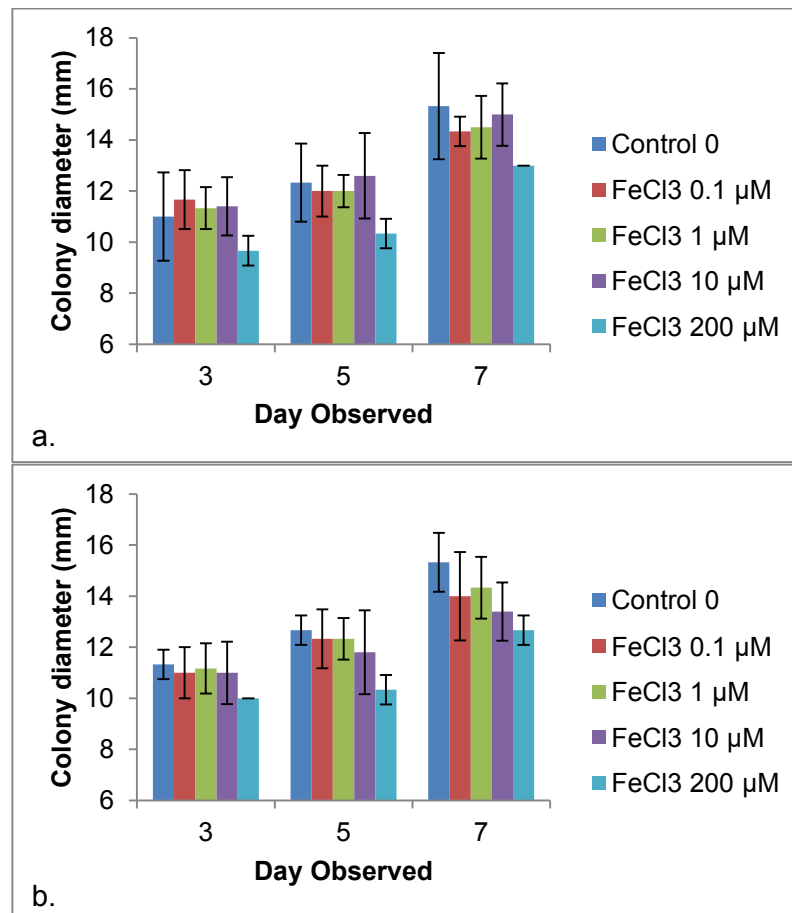 18
16
14
12
10
8
6
Colony diameter (mm)
3 5 7
Day Observed
Control 0
FeCl3 0.1 µM
FeCl3 1 µM
FeCl3 10 µM
FeCl3 200 µM
a.
18
16
14
12
10
8
6
Colony diameter (mm)
3 5 7
Day Observed
Control 0
FeCl3 0.1 µM
FeCl3 1 µM
FeCl3 10 µM
FeCl3 200 µM
b.